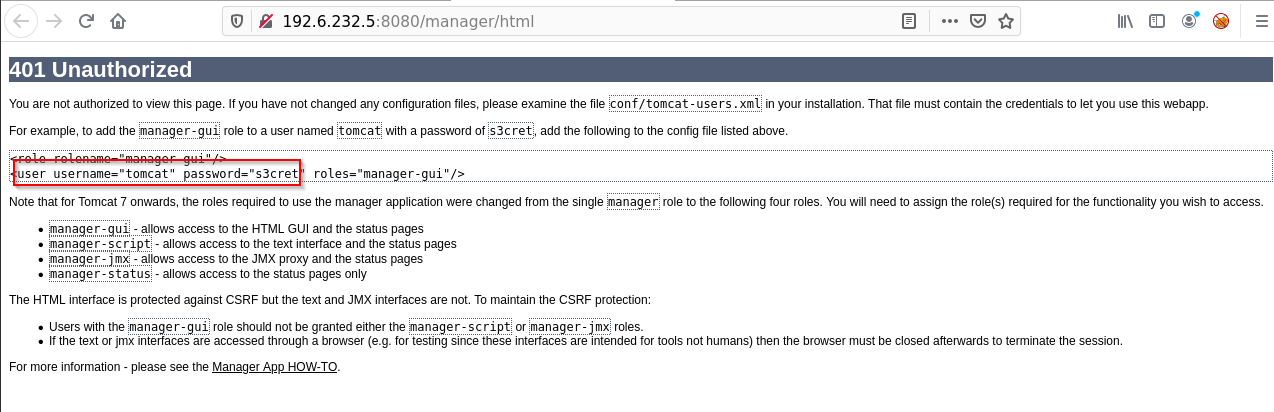 192.6.232.5:8080/manager/html
401 Unauthorized
You are not authorized to view this page. If you have not changed any configuration files, please examine the file conf/tomcat-users.xml in your installation. That file must contain the credentials to let you use this webapp.
For example, to add the manager-gui role to a user named tomcat with a password of s3cret, add the following to the config file listed above.
<role rolename="manager-gui"/>
<user username="tomcat" password="s3cret" roles="manager-gui"/>
Note that for Tomcat 7 onwards, the roles required to use the manager application were changed from the single manager role to the following four roles. You will need to assign the role(s) required for the functionality you wish to access.
• manager-gui - allows access to the HTML GUI and the status pages
• manager-script - allows access to the text interface and the status pages
• manager-jmx - allows access to the JMX proxy and the status pages
• manager-status - allows access to the status pages only
The HTML interface is protected against CSRF but the text and JMX interfaces are not. To maintain the CSRF protection:
• Users with the manager-gui role should not be granted either the manager-script or manager-jmx roles.
• If the text or jmx interfaces are accessed through a browser (e.g. for testing since these interfaces are intended for tools not humans) then the browser must be closed afterwards to terminate the session.
For more information - please see the Manager App HOW-TO.